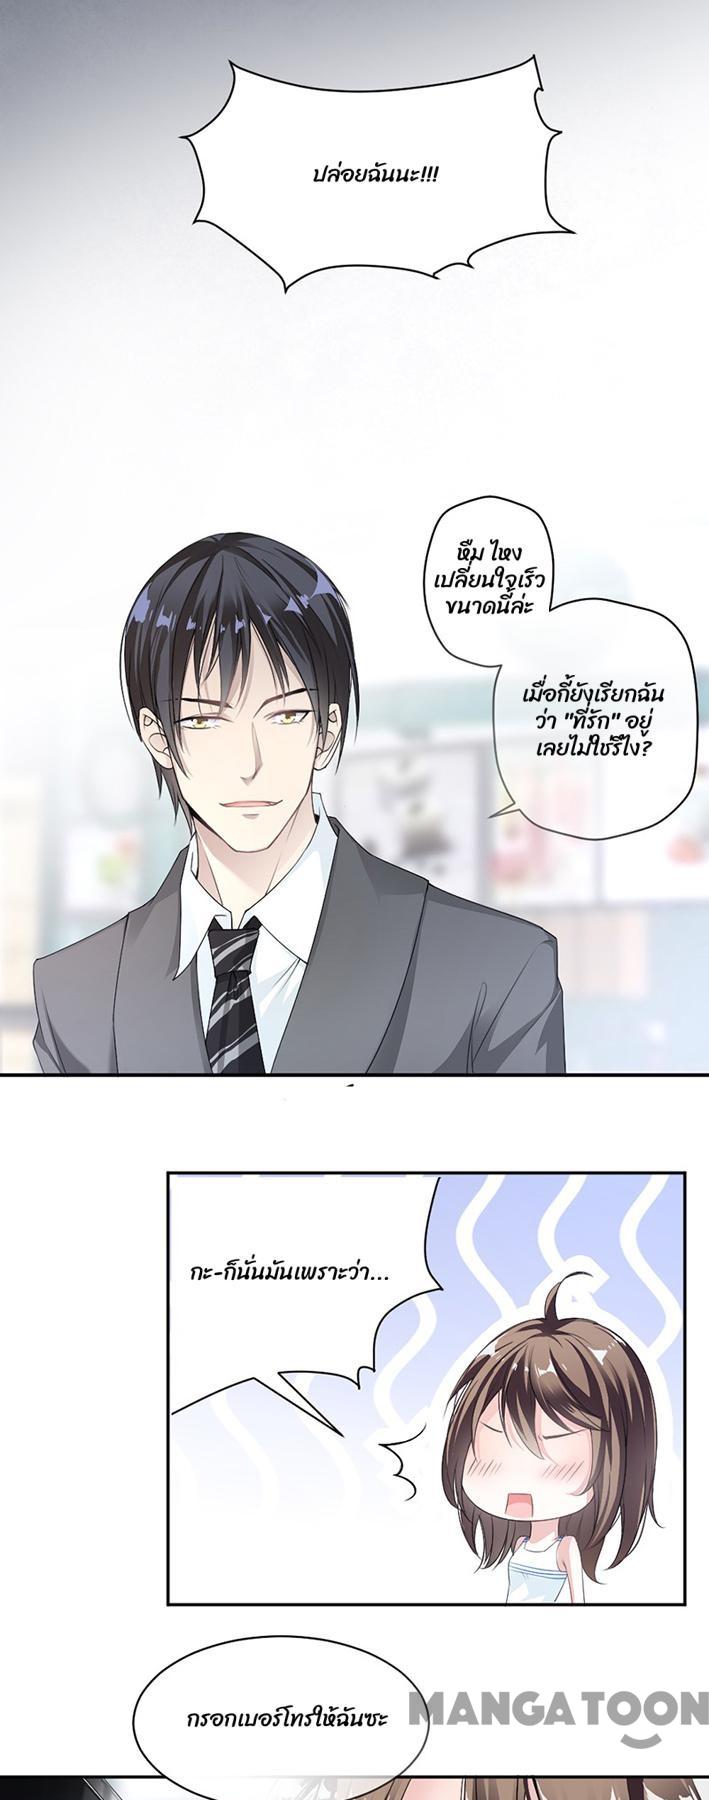 ปล่อยฉันนะ!!!
หืม ไหง
เปลี่ยนใจเร็ว
ขนาดนี้ล่ะ
เมื่อกี้ยังเรียกฉัน
ว่า "ที่รัก" อยู่
เลยไม่ใช่รึไง?
กะ-ก็นั่นมันเพราะว่า...
กรอกเบอร์โทรให้ฉันซะ
MANGATOON